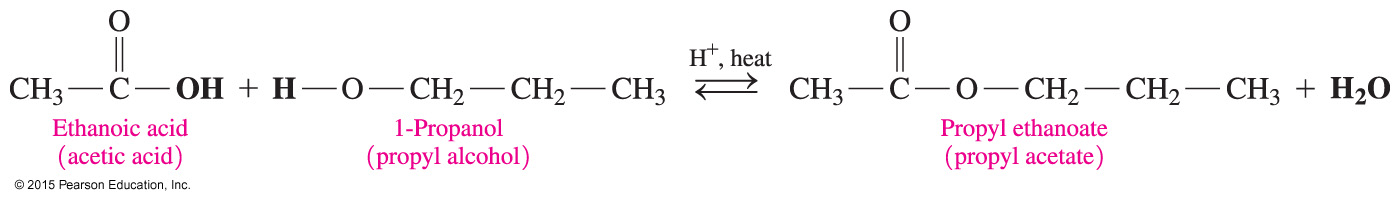 O O
H⁺, heat
CH₃—C—OH + H—O—CH₂—CH₂—CH₃ ⇌ CH₃—C—O—CH₂—CH₂—CH₃ + H₂O
Ethanoic acid 1-Propanol Propyl ethanoate
(acetic acid) (propyl alcohol) (propyl acetate)
© 2015 Pearson Education, Inc.